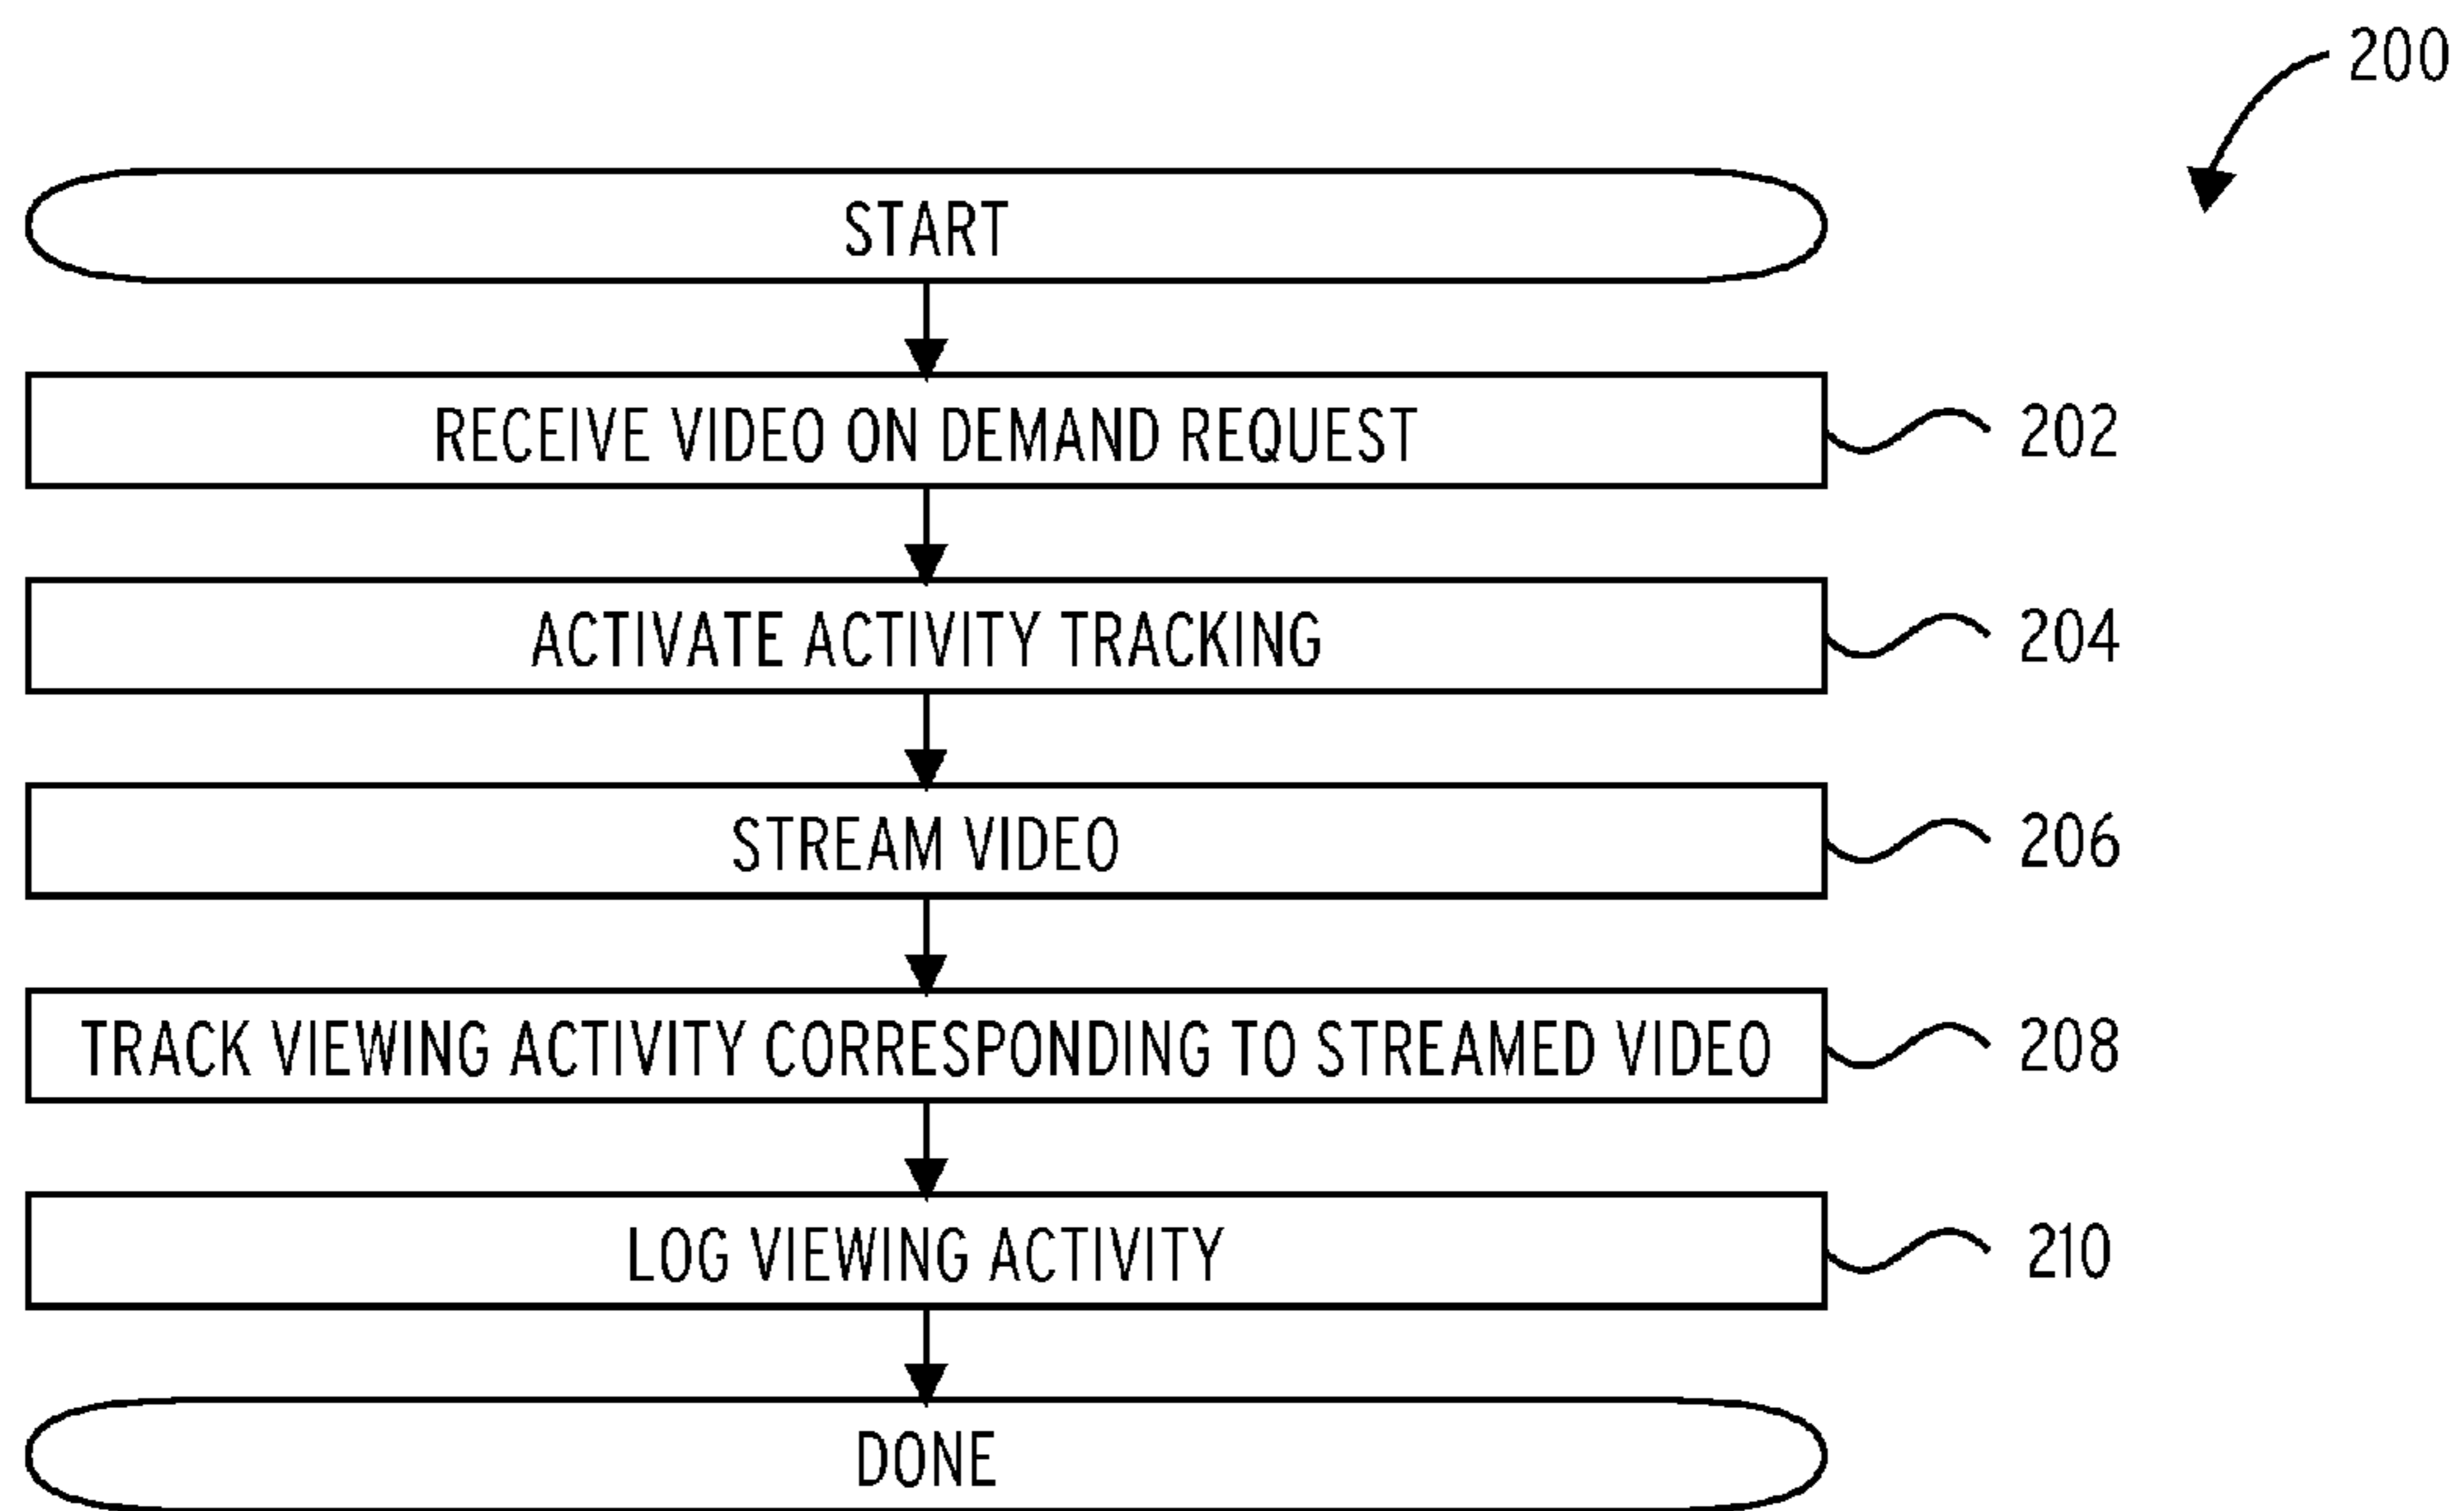 200
START
RECEIVE VIDEO ON DEMAND REQUEST
202
ACTIVATE ACTIVITY TRACKING
204
STREAM VIDEO
206
TRACK VIEWING ACTIVITY CORRESPONDING TO STREAMED VIDEO
208
LOG VIEWING ACTIVITY
210
DONE